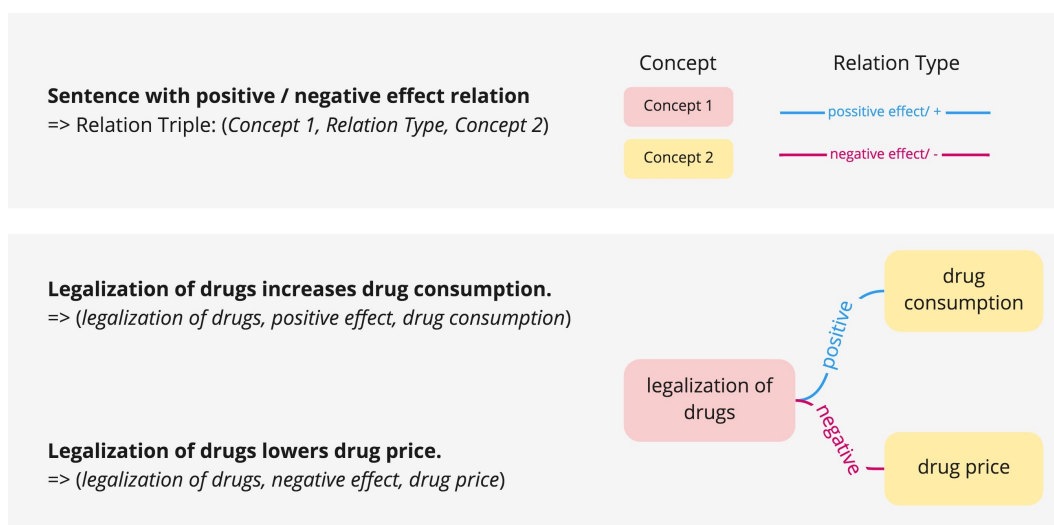 Sentence with positive / negative effect relation
=> Relation Triple: (Concept 1, Relation Type, Concept 2)
Concept
Concept 1
Concept 2
Relation Type
possitive effect/ +
negative effect/ -
Legalization of drugs increases drug consumption.
=> (legalization of drugs, positive effect, drug consumption)
Legalization of drugs lowers drug price.
=> (legalization of drugs, negative effect, drug price)
legalization of
drugs
positive
negative
drug
consumption
drug price